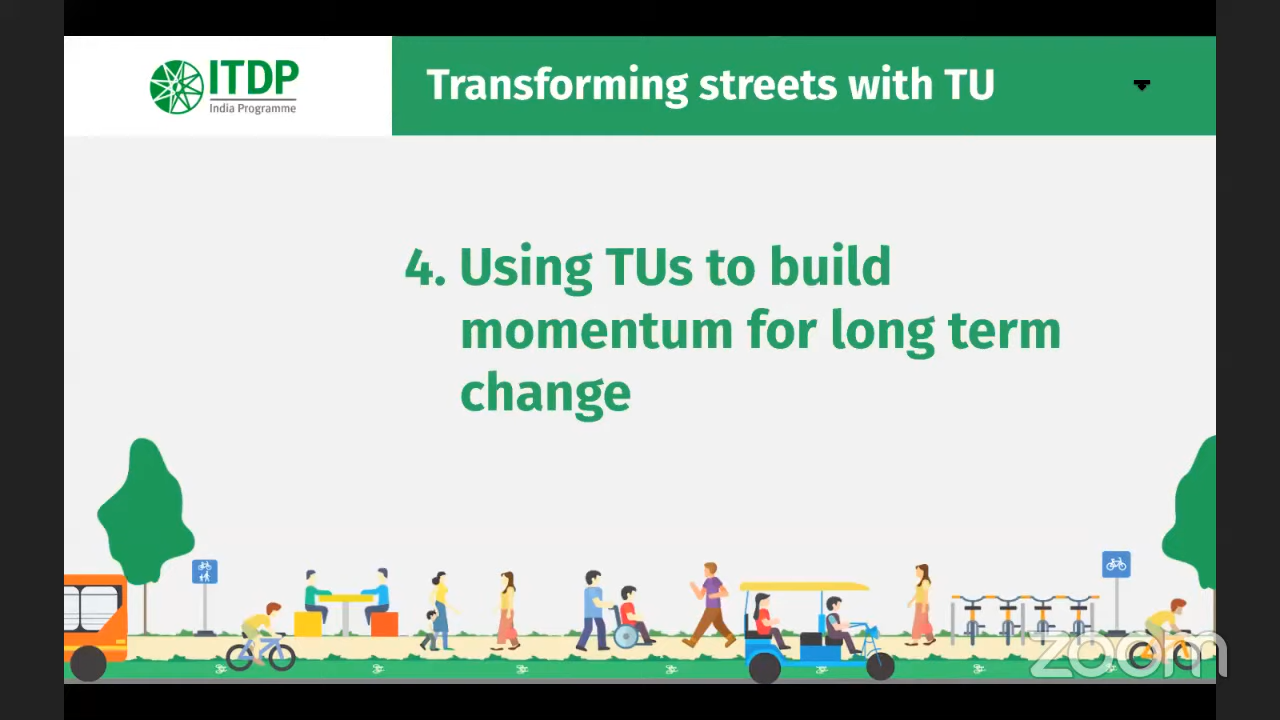 ITDP
India Programme
Transforming streets with TU
4. Using TUs to build
momentum for long term
change
zoom